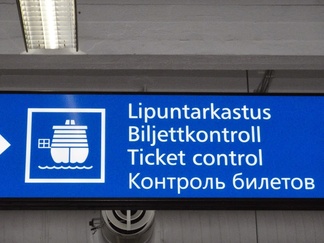 Lipuntarkastus
Biljettkontroll
Ticket control
Контроль билетов